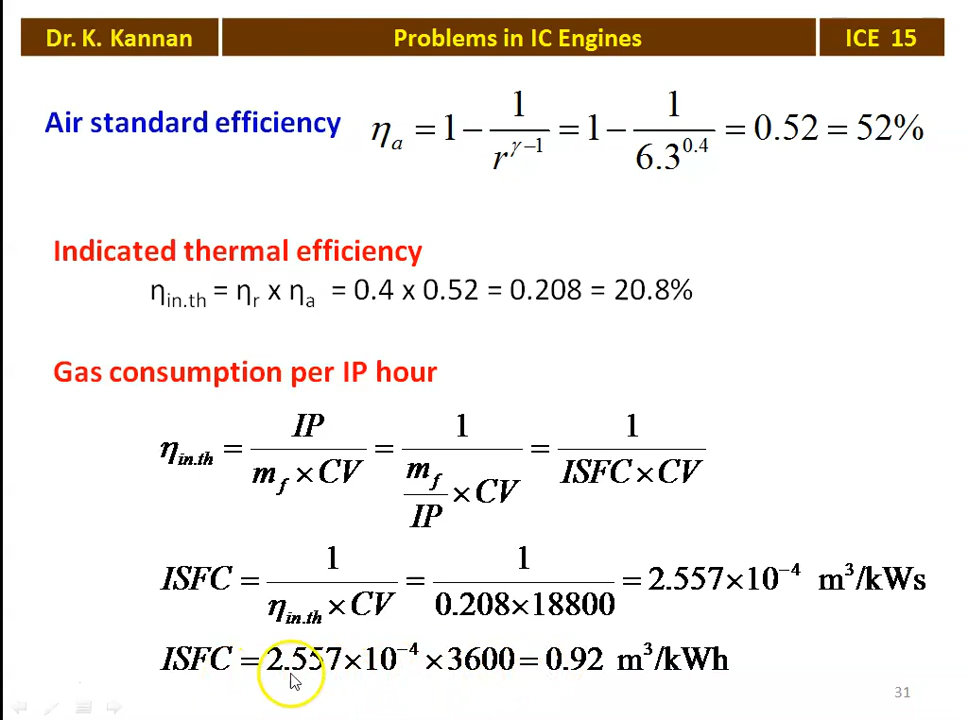 Dr. K. Kannan Problems in IC Engines ICE 15
Air standard efficiency η_a = 1 − 1/r^(γ−1) = 1 − 1/6.3^0.4 = 0.52 = 52%
Indicated thermal efficiency
η_in.th = η_r x η_a = 0.4 x 0.52 = 0.208 = 20.8%
Gas consumption per IP hour
η_in.th = IP/(m_f × CV) = 1/((m_f/IP) × CV) = 1/(ISFC × CV)
ISFC = 1/(η_in.th × CV) = 1/(0.208×18800) = 2.557×10^−4 m³/kWs
ISFC = 2.557×10^−4 × 3600 = 0.92 m³/kWh
31